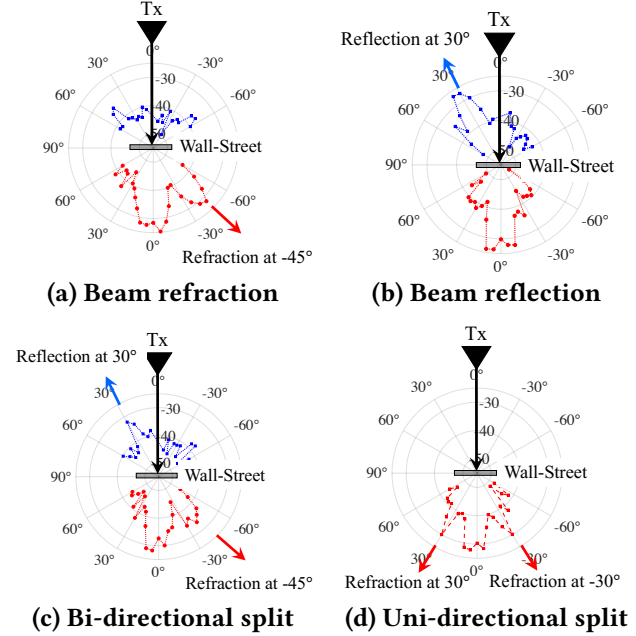 Tx
0°
30° -30 -30°
60° -40 -60°
50
90° Wall-Street
60° -60°
30° -30°
0°
Refraction at -45°
(a) Beam refraction
Tx
Reflection at 30°
0°
30° -30 -30°
60° -40 -60°
50
90° Wall-Street
60° -60°
30° -30°
0°
(b) Beam reflection
Tx
Reflection at 30°
0°
30° -30 -30°
60° -40 -60°
50
90° Wall-Street
60° -60°
30° -30°
0°
Refraction at -45°
(c) Bi-directional split
Tx
0°
30° -30 -30°
60° -40 -60°
50
90° Wall-Street
60° -60°
30° -30°
0°
Refraction at 30° Refraction at -30°
(d) Uni-directional split